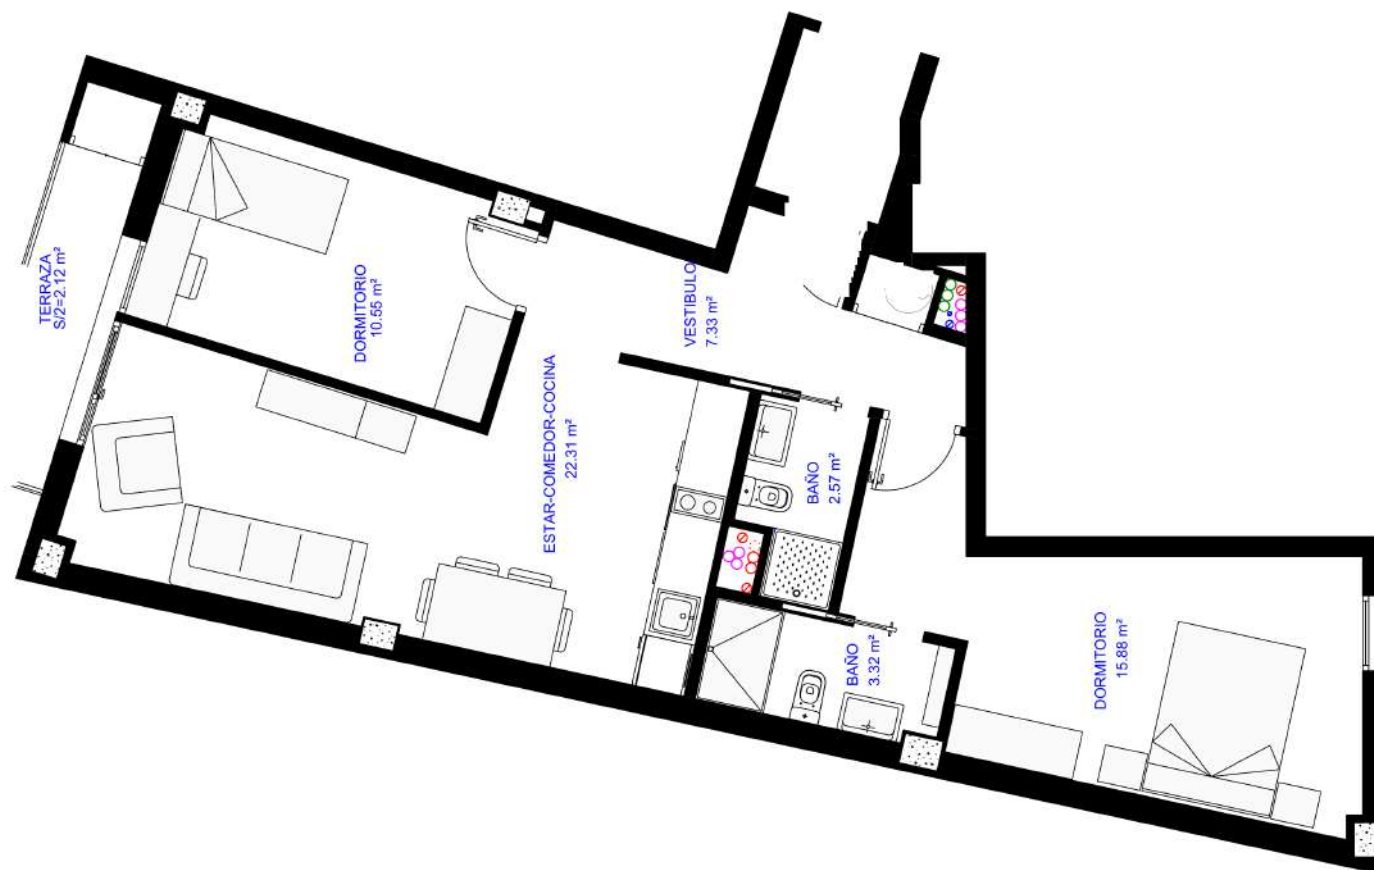 TERRAZA
S/2=2.12 m²
DORMITORIO
10.55 m²
VESTIBULO
7.33 m²
ESTAR-COMEDOR-COCINA
22.31 m²
BAÑO
2.57 m²
BAÑO
3.32 m²
DORMITORIO
15.88 m²